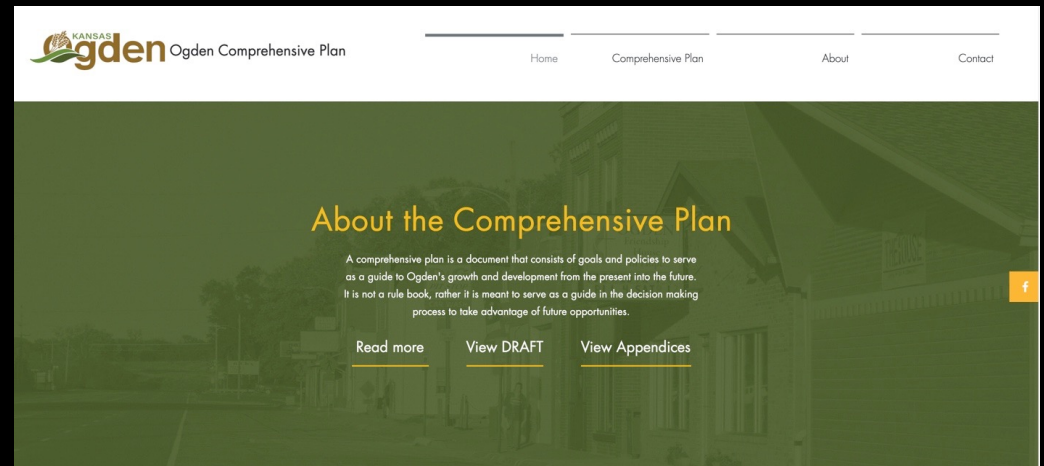 KANSAS
Ogden
Ogden Comprehensive Plan
Home
Comprehensive Plan
About
Contact
About the Comprehensive Plan
A comprehensive plan is a document that consists of goals and policies to serve
as a guide to Ogden's growth and development from the present into the future.
It is not a rule book, rather it is meant to serve as a guide in the decision making
process to take advantage of future opportunities.
Read more
View DRAFT
View Appendices
f